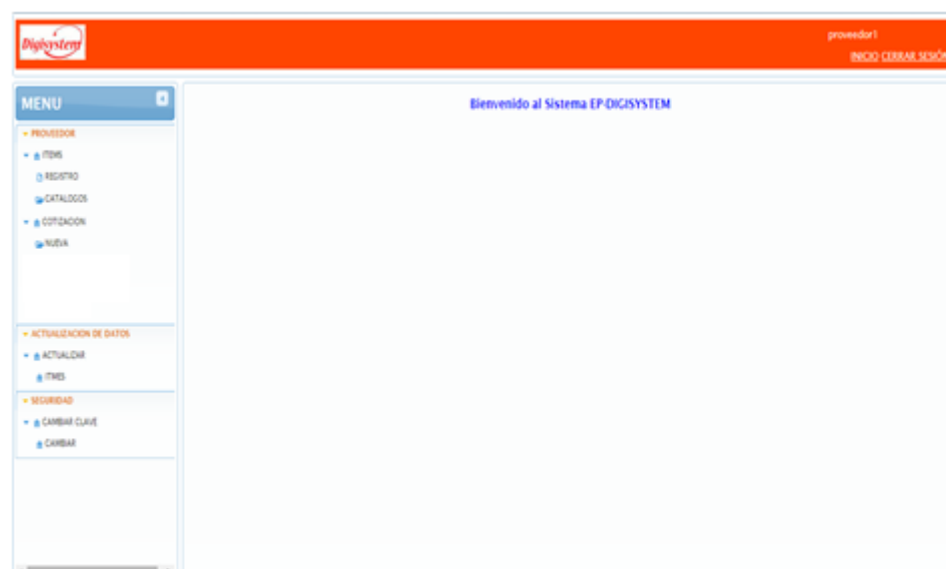 Digisystem
proveedor1
INICIO CERRAR SESIÓN
MENU
Bienvenido al Sistema EP-DIGISYSTEM
PROVEEDOR
ITEMS
REGISTRO
CATALOGOS
COTIZACION
NUEVA
ACTUALIZACION DE DATOS
ACTUALIZAR
ITMES
SEGURIDAD
CAMBIAR CLAVE
CAMBIAR